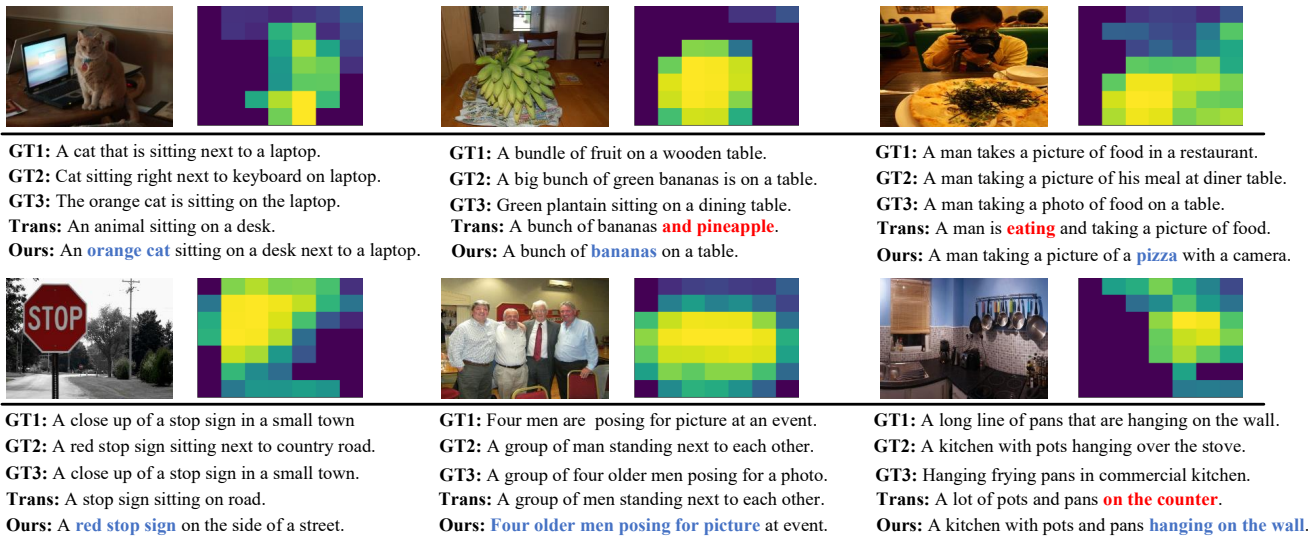 GT1: A cat that is sitting next to a laptop.
GT2: Cat sitting right next to keyboard on laptop.
GT3: The orange cat is sitting on the laptop.
Trans: An animal sitting on a desk.
Ours: An orange cat sitting on a desk next to a laptop.
GT1: A bundle of fruit on a wooden table.
GT2: A big bunch of green bananas is on a table.
GT3: Green plantain sitting on a dining table.
Trans: A bunch of bananas and pineapple.
Ours: A bunch of bananas on a table.
GT1: A man takes a picture of food in a restaurant.
GT2: A man taking a picture of his meal at diner table.
GT3: A man taking a photo of food on a table.
Trans: A man is eating and taking a picture of food.
Ours: A man taking a picture of a pizza with a camera.
STOP
GT1: A close up of a stop sign in a small town
GT2: A red stop sign sitting next to country road.
GT3: A close up of a stop sign in a small town.
Trans: A stop sign sitting on road.
Ours: A red stop sign on the side of a street.
GT1: Four men are posing for picture at an event.
GT2: A group of man standing next to each other.
GT3: A group of four older men posing for a photo.
Trans: A group of men standing next to each other.
Ours: Four older men posing for picture at event.
GT1: A long line of pans that are hanging on the wall.
GT2: A kitchen with pots hanging over the stove.
GT3: Hanging frying pans in commercial kitchen.
Trans: A lot of pots and pans on the counter.
Ours: A kitchen with pots and pans hanging on the wall.